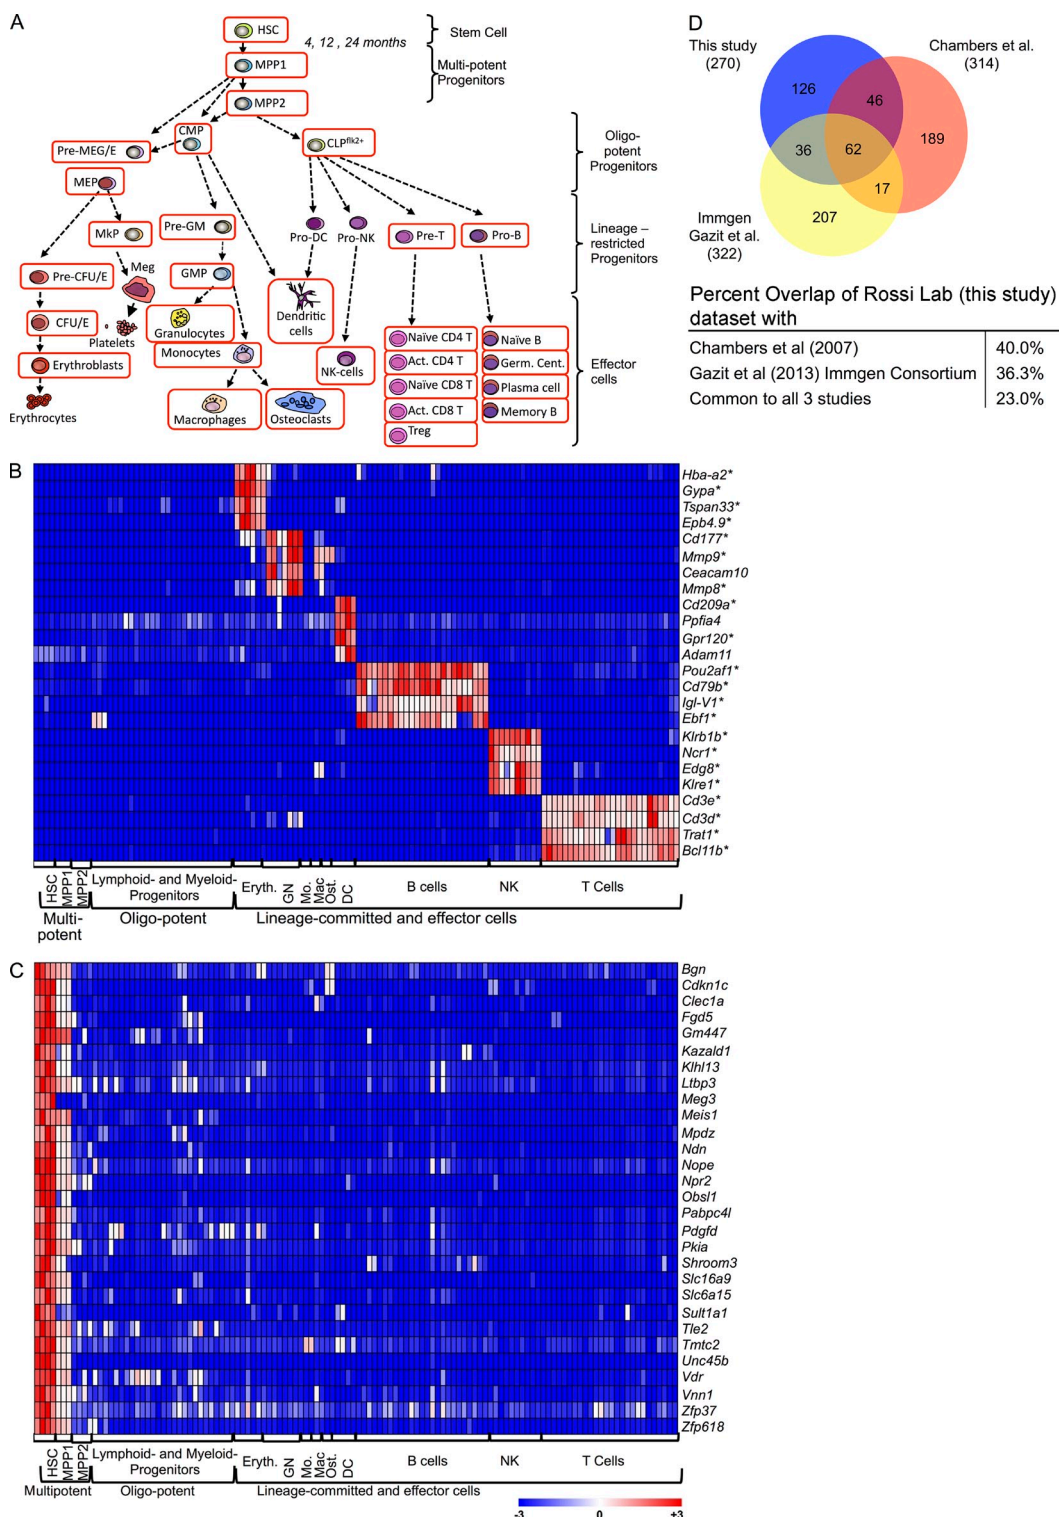 A
HSC
4, 12 , 24 months
Stem Cell
MPP1
Multi-potent
Progenitors
MPP2
CMP
Pre-MEG/E
CLPflk2+
Oligo-
potent
Progenitors
MEP
MkP
Pre-GM
Pro-DC
Pro-NK
Pre-T
Pro-B
Lineage –
restricted
Progenitors
Pre-CFU/E
Meg
GMP
CFU/E
Platelets
Granulocytes
Dendritic
cells
Monocytes
Erythroblasts
NK-cells
Erythrocytes
Macrophages
Osteoclasts
Naïve CD4 T
Act. CD4 T
Naïve CD8 T
Act. CD8 T
Treg
Naïve B
Germ. Cent.
Plasma cell
Memory B
Effector
cells
D
This study
(270)
Chambers et al.
(314)
126
46
189
36
62
17
207
Immgen
Gazit et al.
(322)
Percent Overlap of Rossi Lab (this study)
dataset with
Chambers et al (2007) 40.0%
Gazit et al (2013) Immgen Consortium 36.3%
Common to all 3 studies 23.0%
B
Hba-a2*
Gypa*
Tspan33*
Epb4.9*
Cd177*
Mmp9*
Ceacam10
Mmp8*
Cd209a*
Ppfia4
Gpr120*
Adam11
Pou2af1*
Cd79b*
Igl-V1*
Ebf1*
Klrb1b*
Ncr1*
Edg8*
Klre1*
Cd3e*
Cd3d*
Trat1*
Bcl11b*
HSC
MPP1
MPP2
Lymphoid- and Myeloid-
Progenitors
Eryth.
GN
Mo.
Mac
Ost.
DC
B cells
NK
T Cells
Multi-
potent
Oligo-potent
Lineage-committed and effector cells
C
Bgn
Cdkn1c
Clec1a
Fgd5
Gm447
Kazald1
Klhl13
Ltbp3
Meg3
Meis1
Mpdz
Ndn
Nope
Npr2
Obsl1
Pabpc4l
Pdgfd
Pkia
Shroom3
Slc16a9
Slc6a15
Sult1a1
Tle2
Tmtc2
Unc45b
Vdr
Vnn1
Zfp37
Zfp618
HSC
MPP1
MPP2
Lymphoid- and Myeloid-
Progenitors
Eryth.
GN
Mo.
Mac
Ost.
DC
B cells
NK
T Cells
Multipotent
Oligo-potent
Lineage-committed and effector cells
-3
0
+3